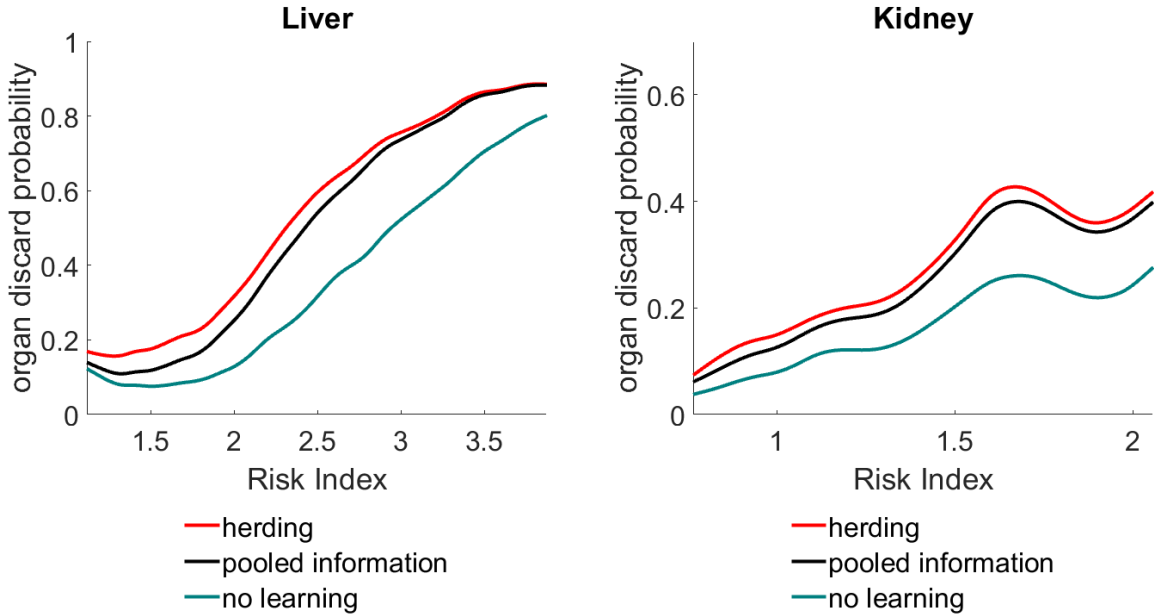 Liver
organ discard probability
1
0.8
0.6
0.4
0.2
0
1.5 2 2.5 3 3.5
Risk Index
herding
pooled information
no learning
Kidney
organ discard probability
0.6
0.4
0.2
0
1 1.5 2
Risk Index
herding
pooled information
no learning